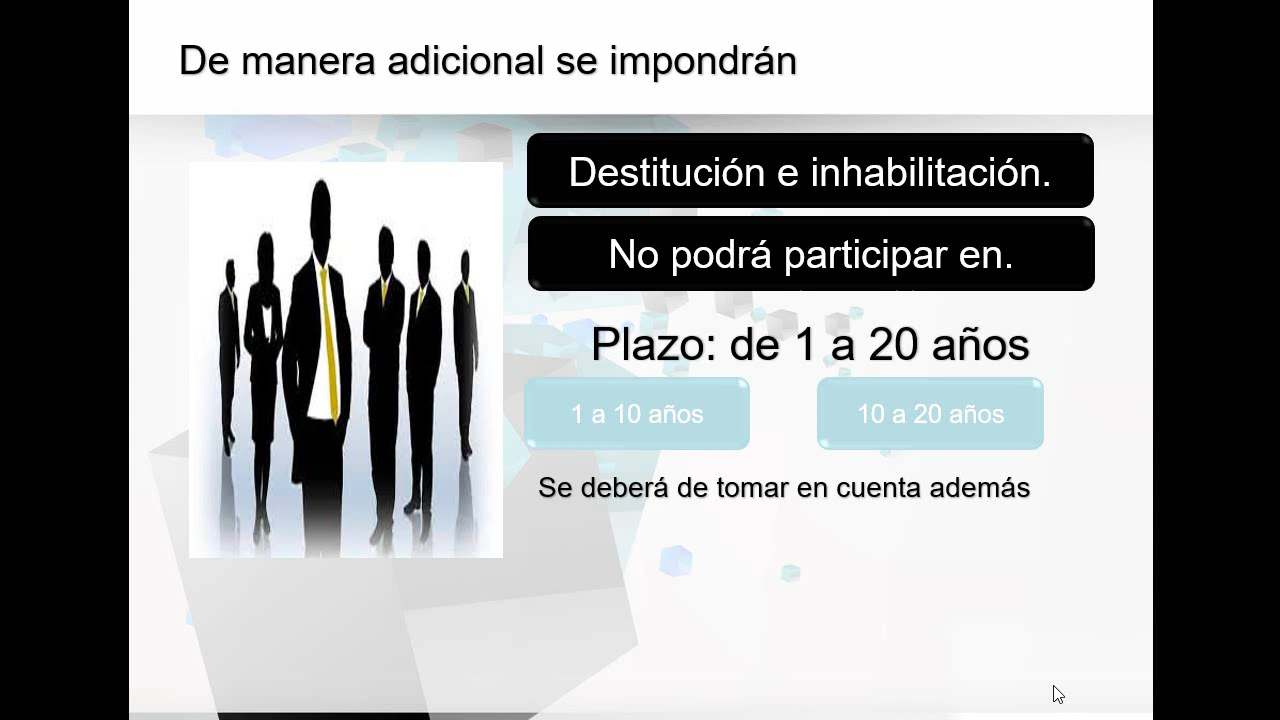 De manera adicional se impondrán
Destitución e inhabilitación.
No podrá participar en.
Plazo: de 1 a 20 años
1 a 10 años
10 a 20 años
Se deberá de tomar en cuenta además